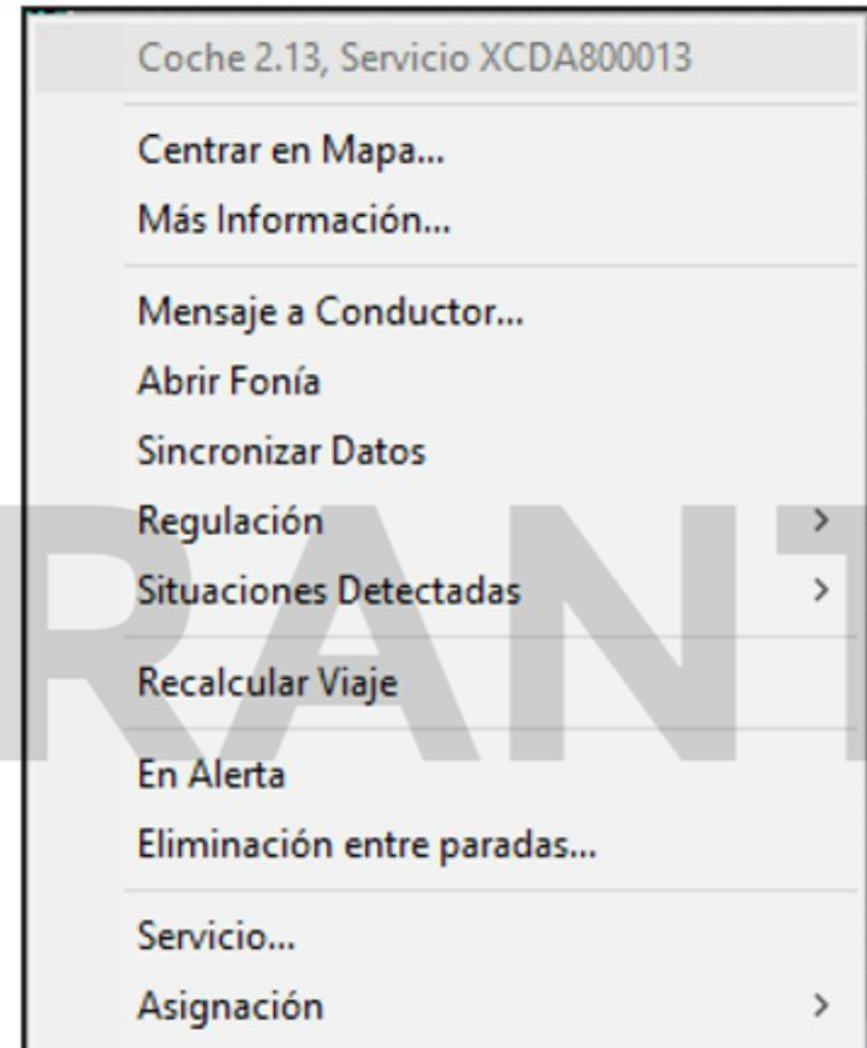 Coche 2.13, Servicio XCDA800013
Centrar en Mapa...
Más Información...
Mensaje a Conductor...
Abrir Fonía
Sincronizar Datos
Regulación >
Situaciones Detectadas >
Recalcular Viaje
En Alerta
Eliminación entre paradas...
Servicio...
Asignación >
RANT